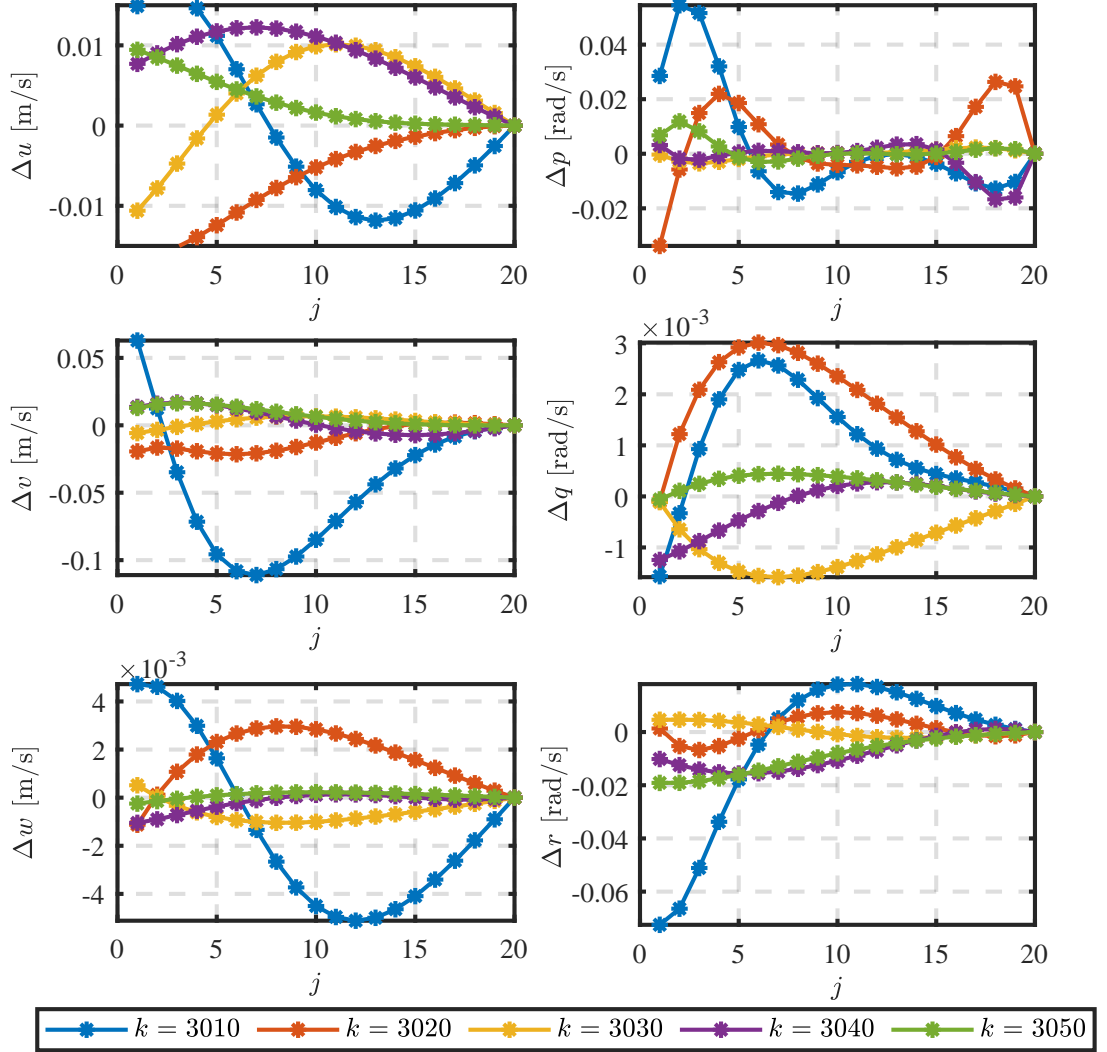 0.01
0
-0.01
Δu [m/s]
0 5 10 15 20
j
0.04
0.02
0
-0.02
Δp [rad/s]
0 5 10 15 20
j
0.05
0
-0.05
-0.1
Δv [m/s]
0 5 10 15 20
j
×10⁻³
3
2
1
0
-1
Δq [rad/s]
0 5 10 15 20
j
×10⁻³
4
2
0
-2
-4
Δw [m/s]
0 5 10 15 20
j
0
-0.02
-0.04
-0.06
Δr [rad/s]
0 5 10 15 20
j
k = 3010 k = 3020 k = 3030 k = 3040 k = 3050